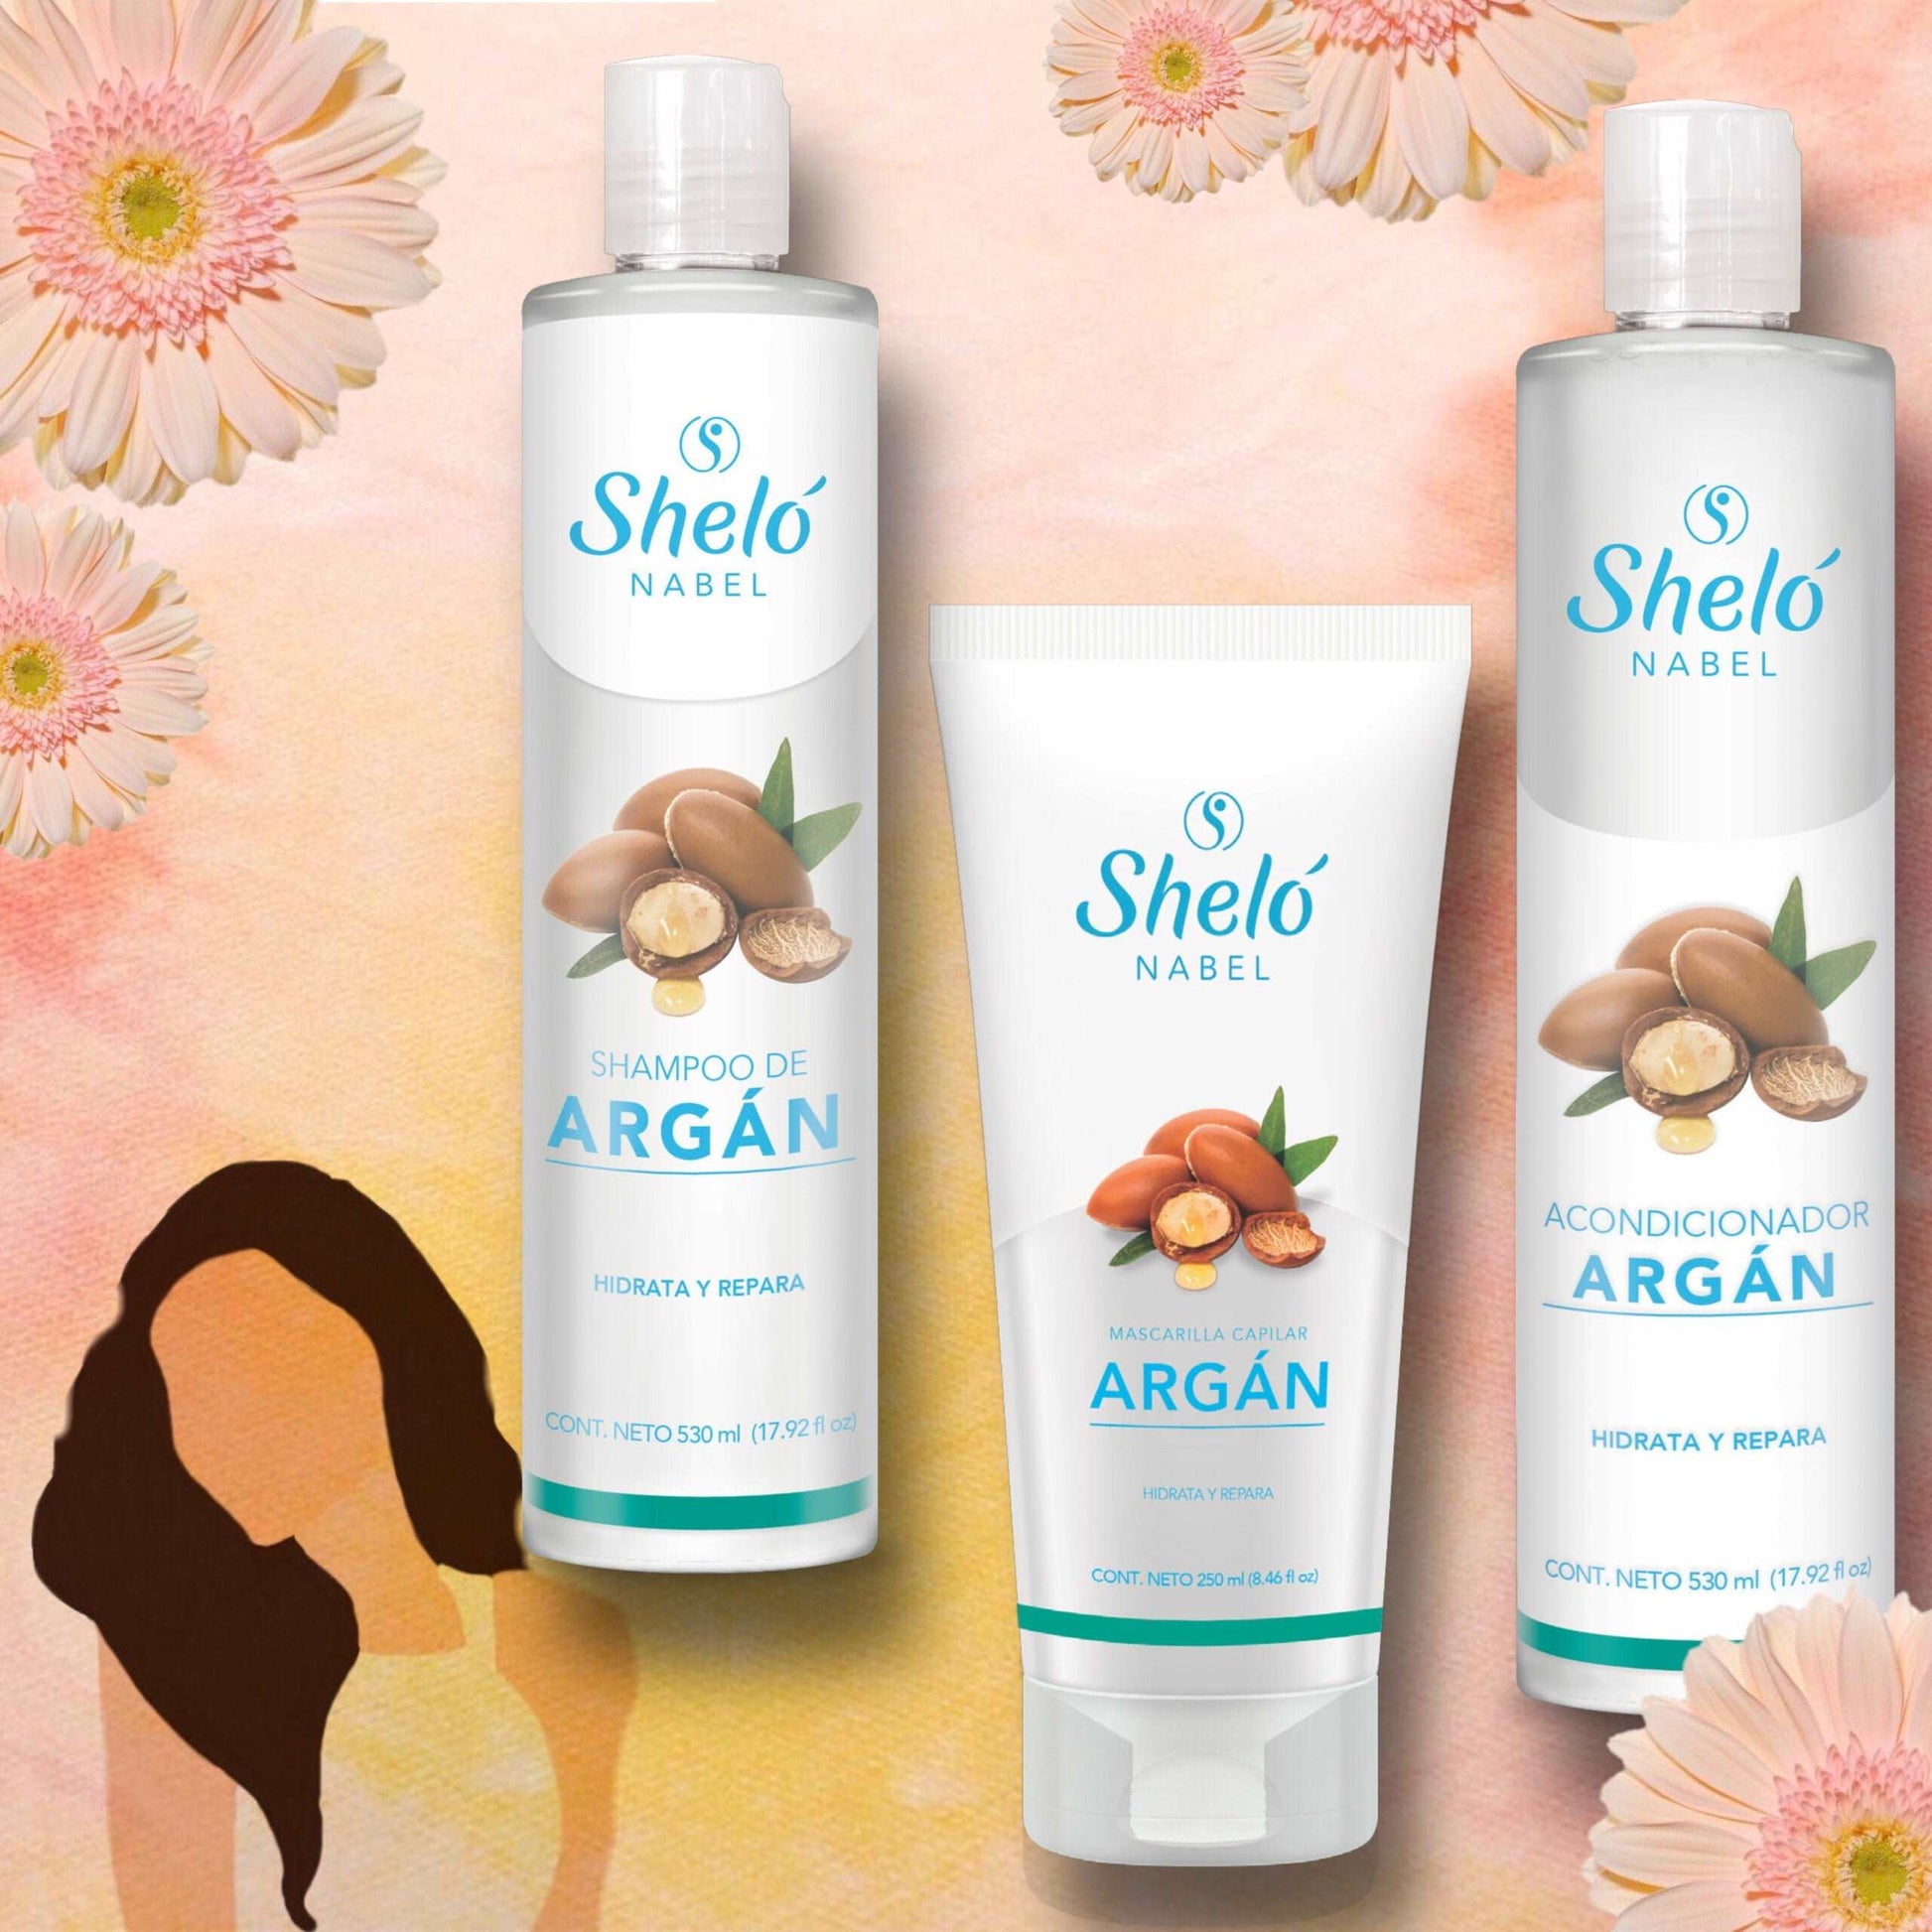 Sheló
NABEL
SHAMPOO DE
ARGÁN
HIDRATA Y REPARA
CONT. NETO 530 ml (17.92 fl oz)
Sheló
NABEL
MASCARILLA CAPILAR
ARGÁN
HIDRATA Y REPARA
CONT. NETO 250 ml (8.46 fl oz)
Sheló
NABEL
ACONDICIONADOR
ARGÁN
HIDRATA Y REPARA
CONT. NETO 530 ml (17.92 fl oz)